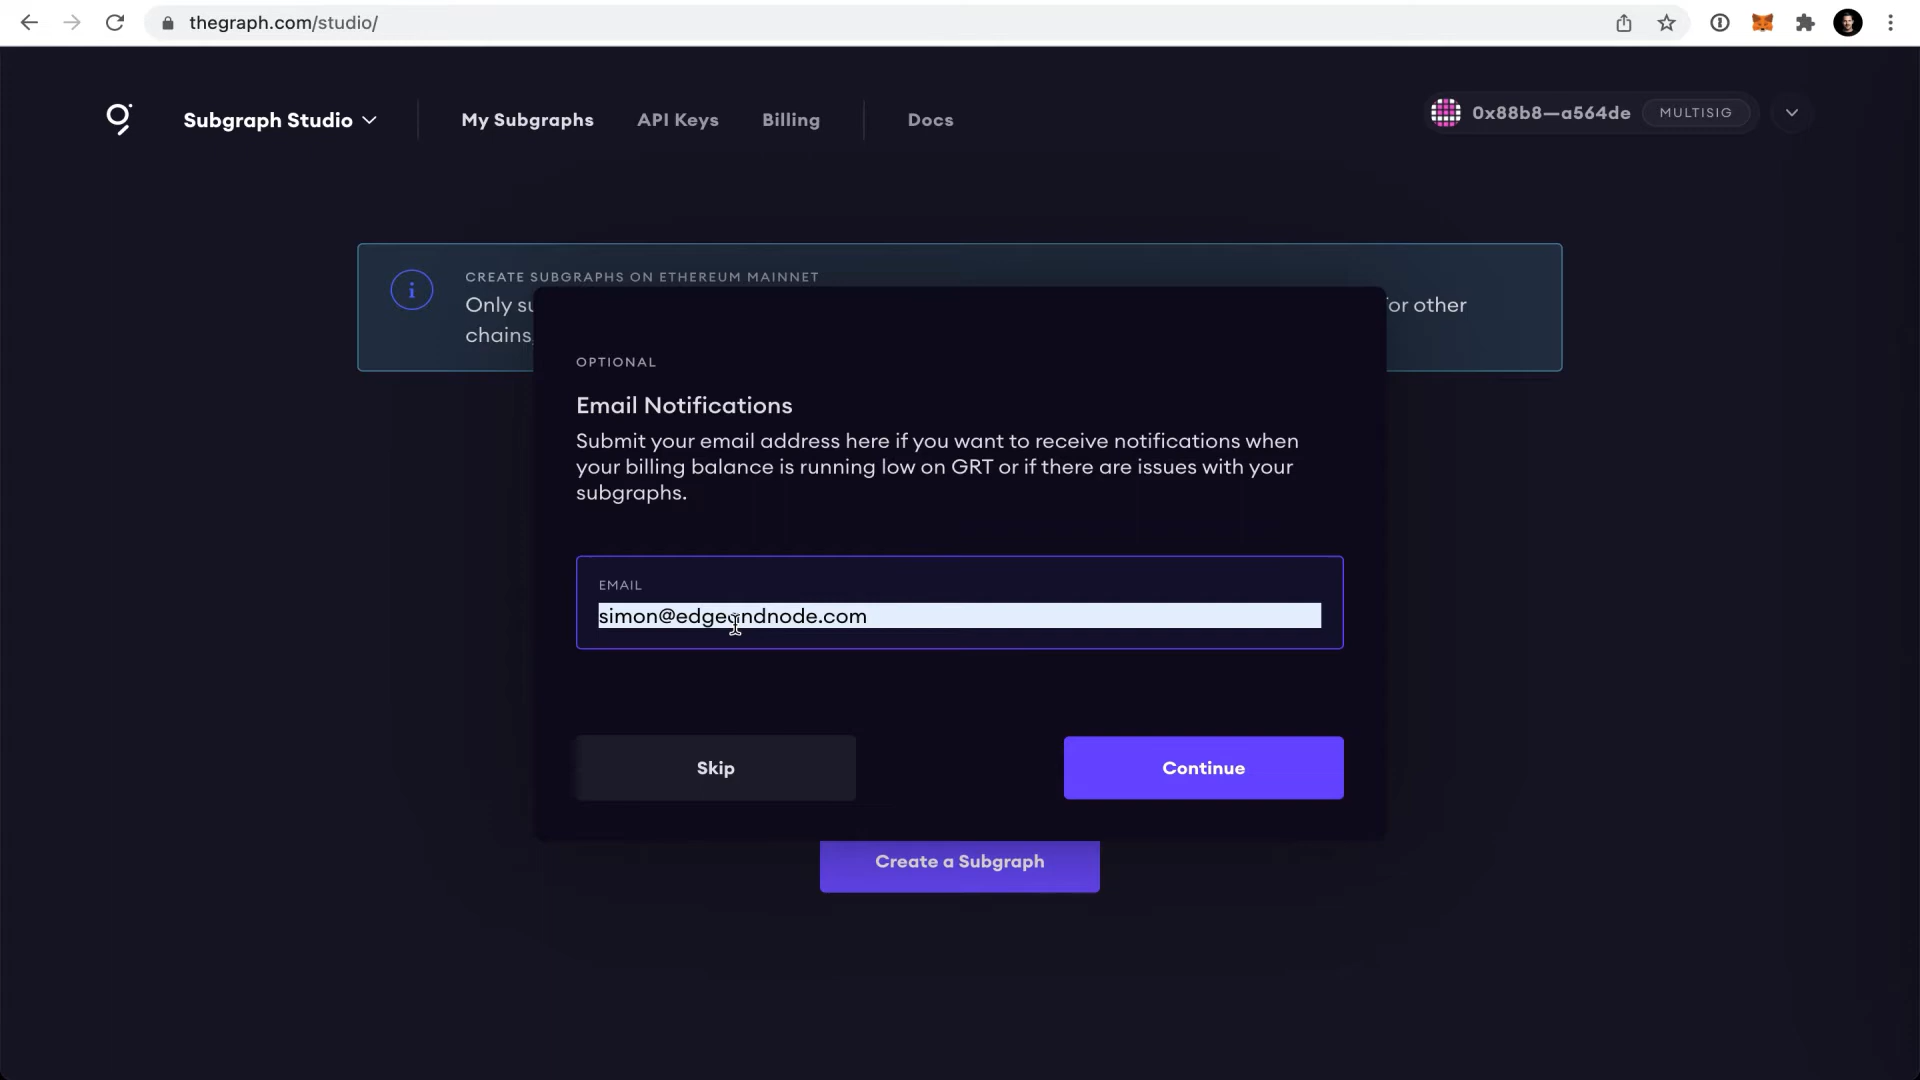 thegraph.com/studio/
Subgraph Studio
My Subgraphs
API Keys
Billing
Docs
0x88b8—a564de
MULTISIG
CREATE SUBGRAPHS ON ETHEREUM MAINNET
Only
or other
chains,
OPTIONAL
Email Notifications
Submit your email address here if you want to receive notifications when
your billing balance is running low on GRT or if there are issues with your
subgraphs.
EMAIL
simon@edgeandnode.com
Skip
Continue
Create a Subgraph